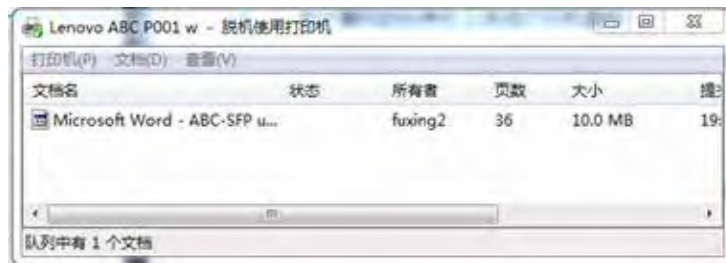 Lenovo ABC P001 w - 脱机使用打印机
打印机(P) 文档(D) 查看(V)
文档名 状态 所有者 页数 大小
Microsoft Word - ABC-SFP u... fuxing2 36 10.0 MB 19:
队列中有 1 个文档